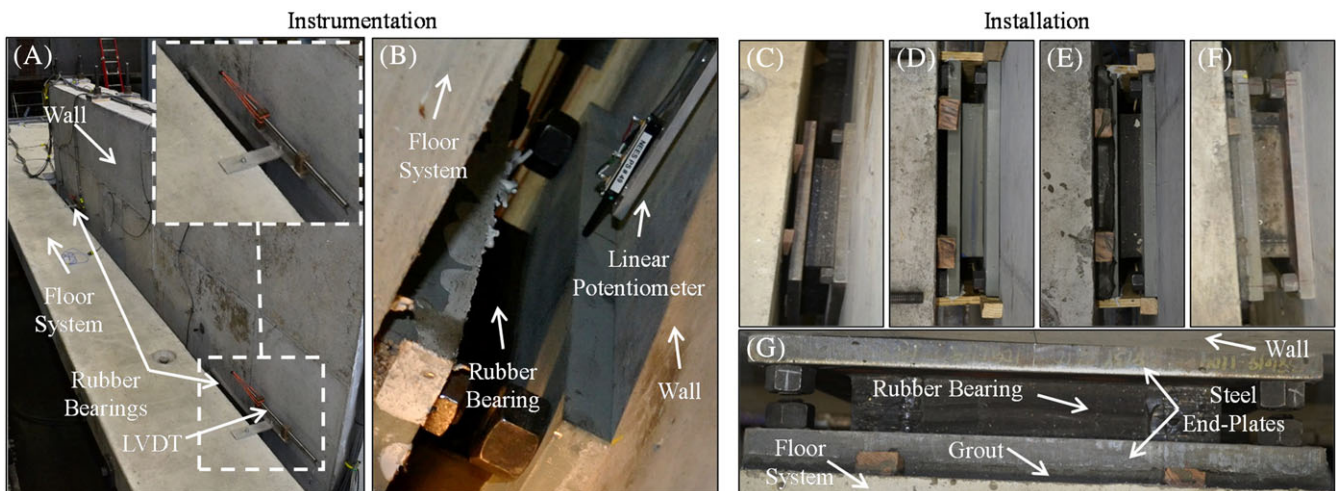 Instrumentation
Installation
(A)
Wall
Floor
System
Rubber
Bearings
LVDT
(B)
Floor
System
Linear
Potentiometer
Rubber
Bearing
Wall
(C)
(D)
(E)
(F)
(G)
Wall
Rubber Bearing
Steel
End-Plates
Floor
System
Grout